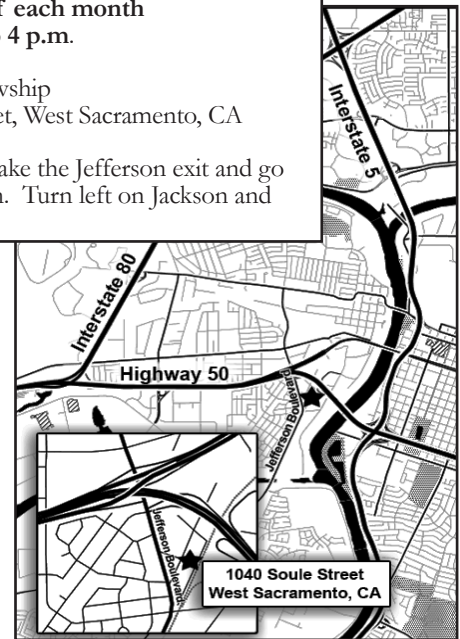 f each month
4 p.m.
wship
et, West Sacramento, CA
ake the Jefferson exit and go
n. Turn left on Jackson and
Interstate 5
Interstate 80
Highway 50
Jefferson Boulevard
Jefferson Boulevard
1040 Soule Street
West Sacramento, CA